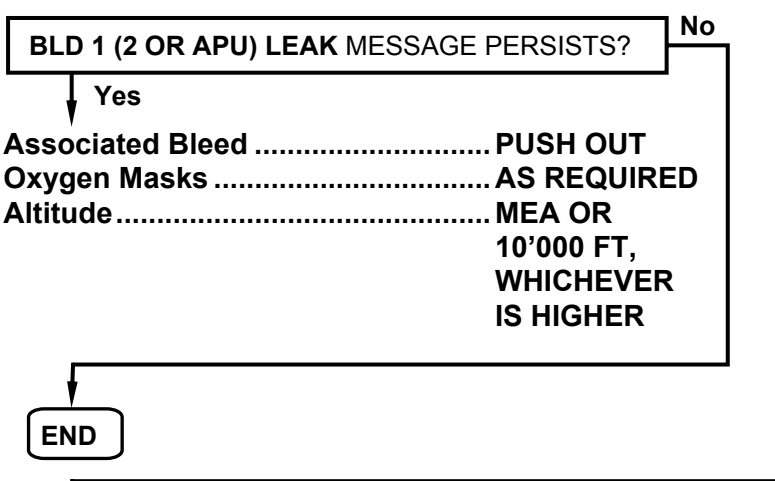 BLD 1 (2 OR APU) LEAK MESSAGE PERSISTS?
No
Yes
Associated Bleed ............................. PUSH OUT
Oxygen Masks .................................. AS REQUIRED
Altitude.............................................. MEA OR
10’000 FT,
WHICHEVER
IS HIGHER
END